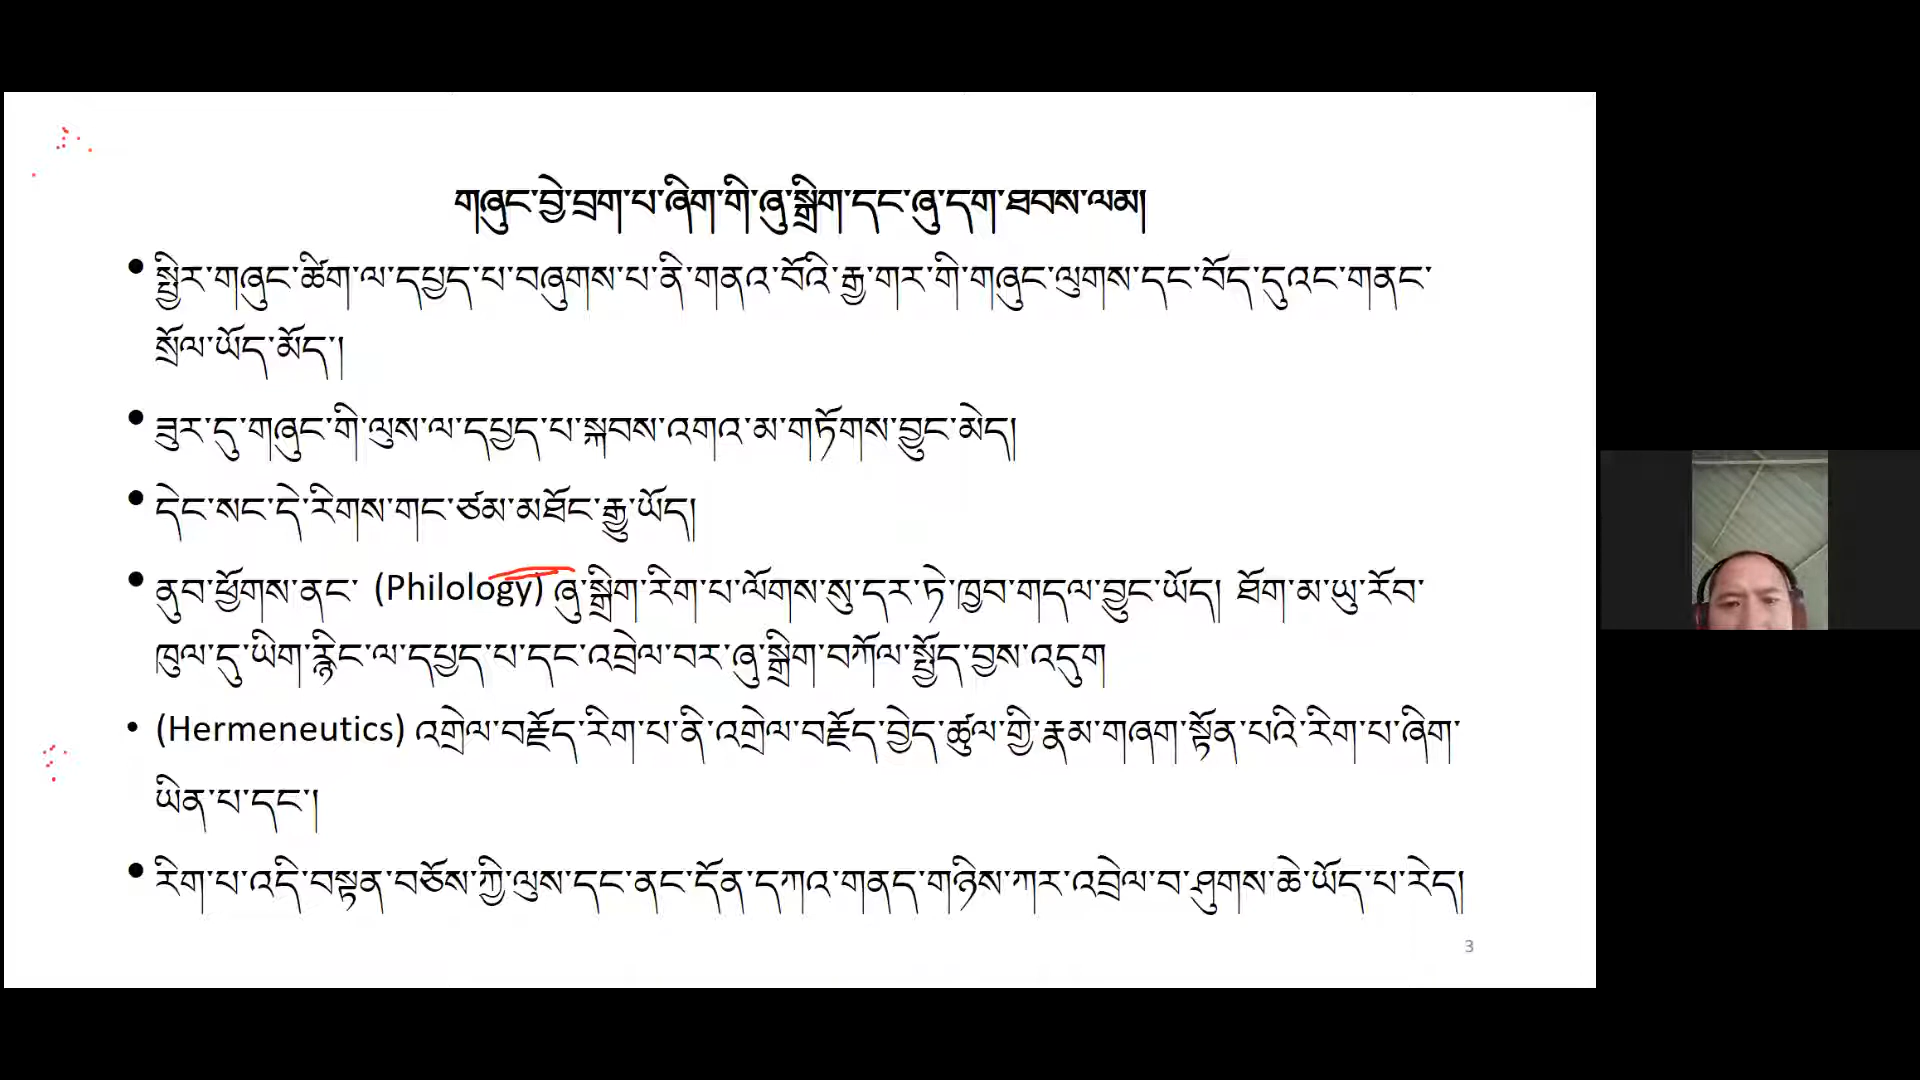 གཞུང་བྱེ་བྲག་པ་ཞིག་གི་ཞུ་སྒྲིག་དང་ཞུ་དག་ཐབས་ལམ།
• སྤྱིར་གཞུང་ཚིག་ལ་དཔྱད་པ་བཞུགས་པ་ནི་གནའ་བོའི་རྒྱ་གར་གི་གཞུང་ལུགས་དང་བོད་དུའང་གནང་
སྲོལ་ཡོད་མོད་།
• ཟུར་དུ་གཞུང་གི་ལུས་ལ་དཔྱད་པ་སྐབས་འགའ་མ་གཏོགས་བྱུང་མེད།
• དེང་སང་དེ་རིགས་གང་ཙམ་མཐོང་རྒྱུ་ཡོད།
• ནུབ་ཕྱོགས་ནང་ (Philology) ཞུ་སྒྲིག་རིག་པ་ལོགས་སུ་དར་ཏེ་ཁྱབ་གདལ་བྱུང་ཡོད། ཐོག་མ་ཡུ་རོབ་
ཁུལ་དུ་ཡིག་རྙིང་ལ་དཔྱད་པ་དང་འབྲེལ་བར་ཞུ་སྒྲིག་བཀོལ་སྤྱོད་བྱས་འདུག
• (Hermeneutics) འགྲེལ་བརྗོད་རིག་པ་ནི་འགྲེལ་བརྗོད་བྱེད་ཚུལ་གྱི་རྣམ་གཞག་སྟོན་པའི་རིག་པ་ཞིག་
ཡིན་པ་དང་།
• རིག་པ་འདི་བསྟན་བཅོས་ཀྱི་ལུས་དང་ནང་དོན་དཀའ་གནད་གཉིས་ཀར་འབྲེལ་བ་ཤུགས་ཆེ་ཡོད་པ་རེད།
3